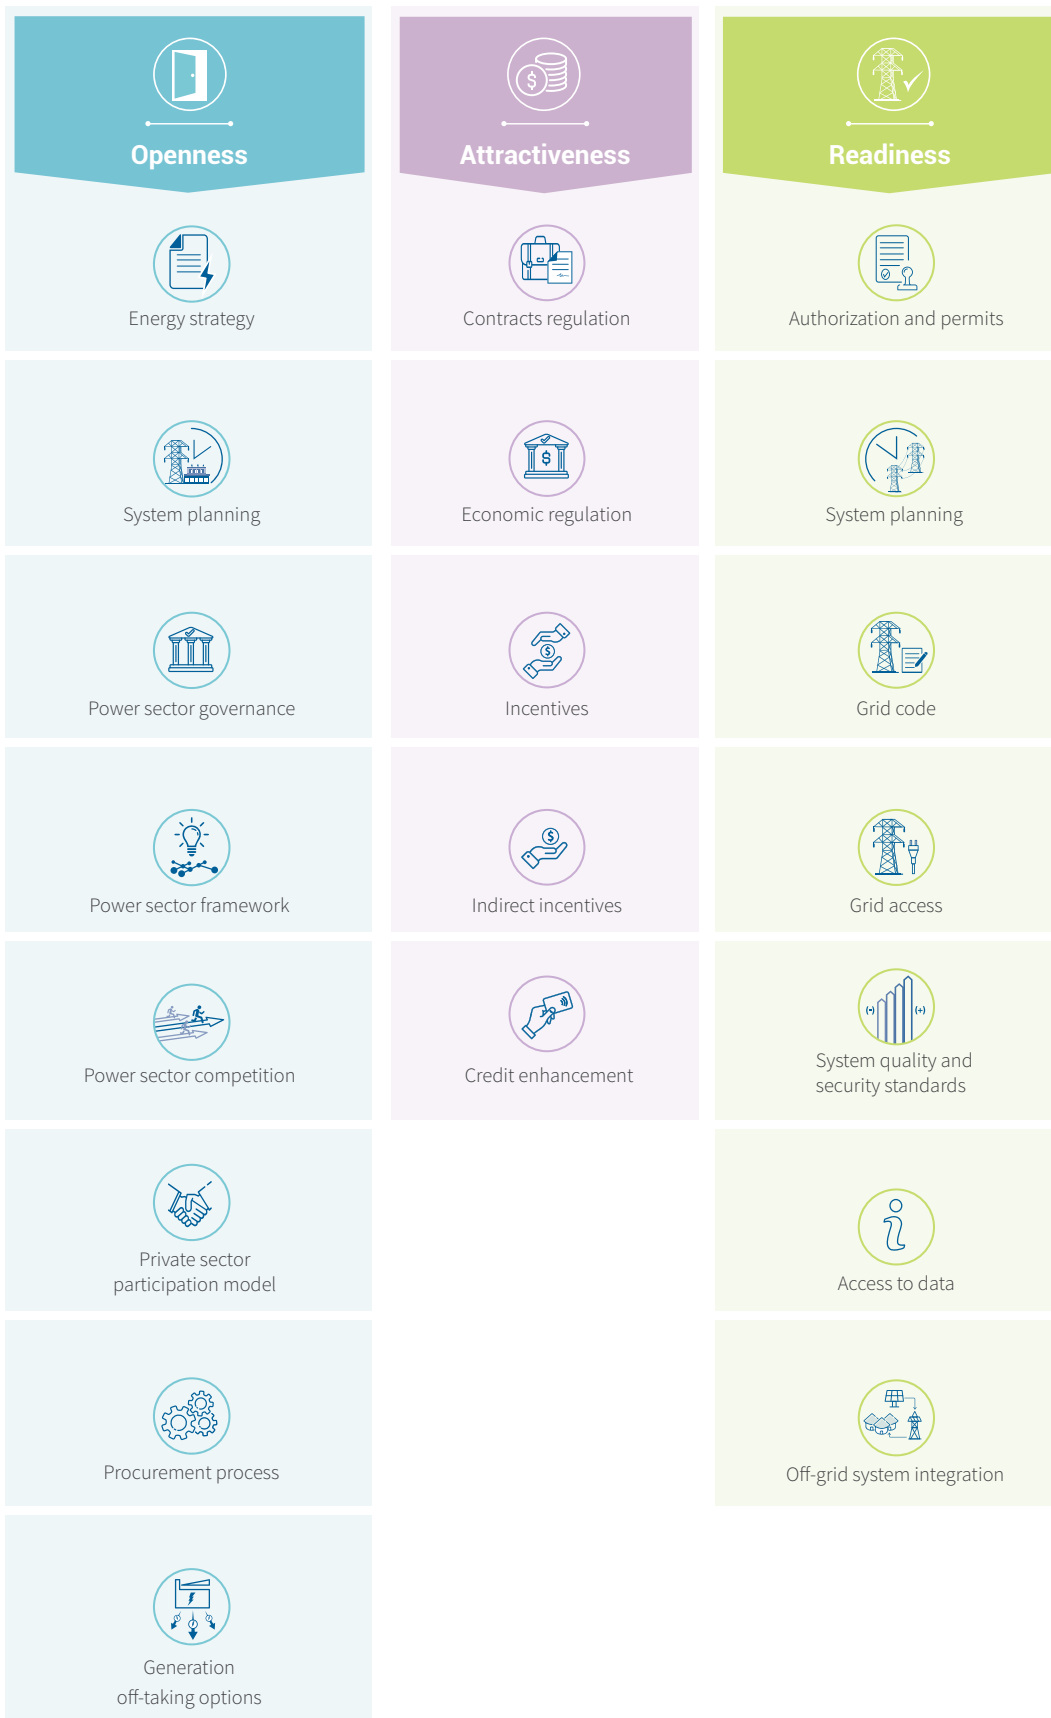 Openness
Energy strategy
System planning
Power sector governance
Power sector framework
Power sector competition
Private sector
participation model
Procurement process
Generation
off-taking options
Attractiveness
Contracts regulation
Economic regulation
Incentives
Indirect incentives
Credit enhancement
Readiness
Authorization and permits
System planning
Grid code
Grid access
(-) (+)
System quality and
security standards
Access to data
Off-grid system integration